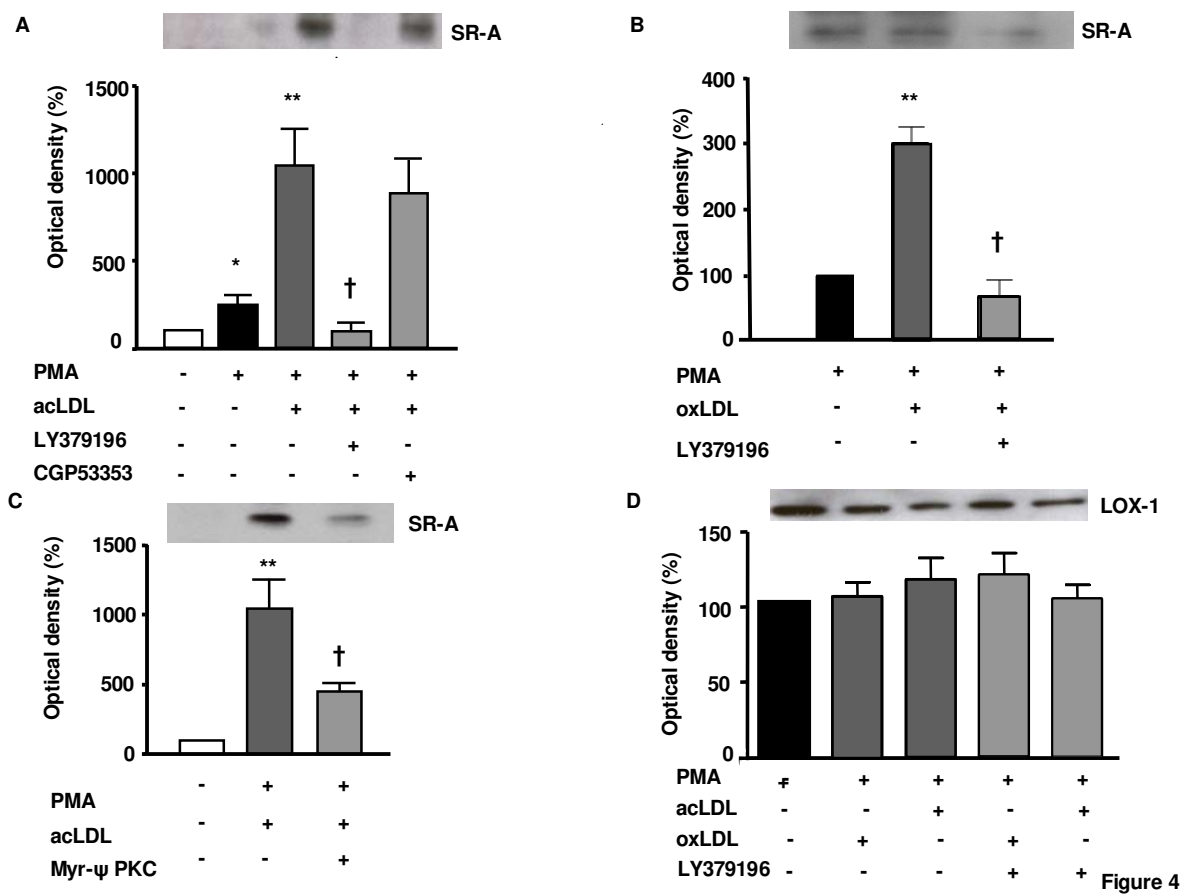 A
SR-A
Optical density (%)
1500
1000
500
0
**
*
†
PMA - + + + +
acLDL - - + + +
LY379196 - - - + -
CGP53353 - - - - +
B
SR-A
Optical density (%)
400
300
200
100
0
**
†
PMA + + +
oxLDL - + +
LY379196 - - +
C
SR-A
Optical density (%)
1500
1000
500
0
**
†
PMA - + +
acLDL - + +
Myr-ψ PKC - - +
D
LOX-1
Optical density (%)
150
100
50
0
PMA + + + +
acLDL - - + - +
oxLDL - + - + -
LY379196 - - - + +
Figure 4